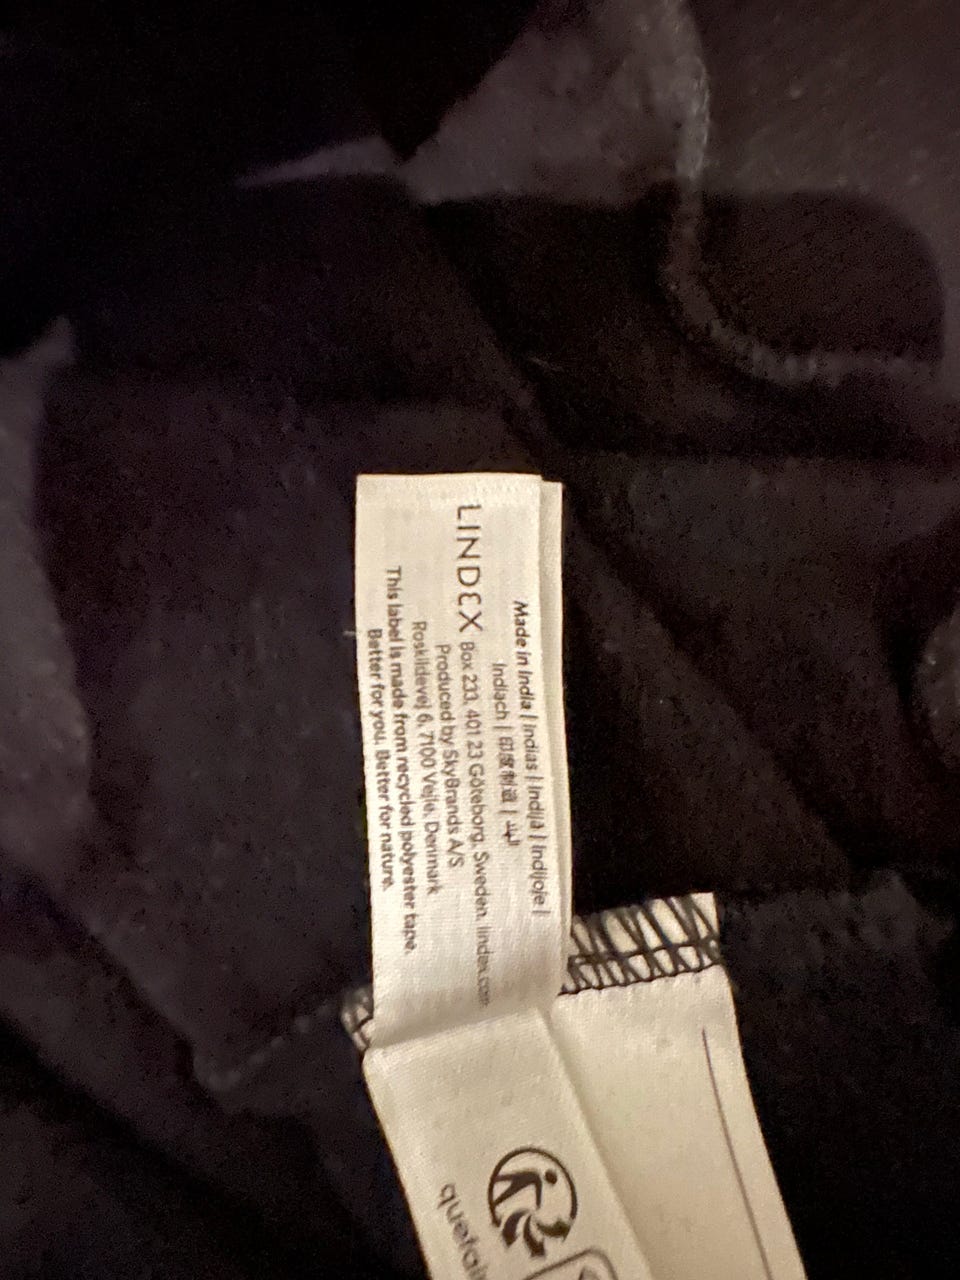 Made in India | Indias | Indijā | Indijoje |
Indiach | 印度制造 |
LINDEX Box 233, 401 23 Göteborg. Sweden. lindex.com
Produced by SkyBrands A/S
Roskildevej 6, 7100 Vejle, Denmark
This label is made from recycled polyester tape.
Better for you. Better for nature.